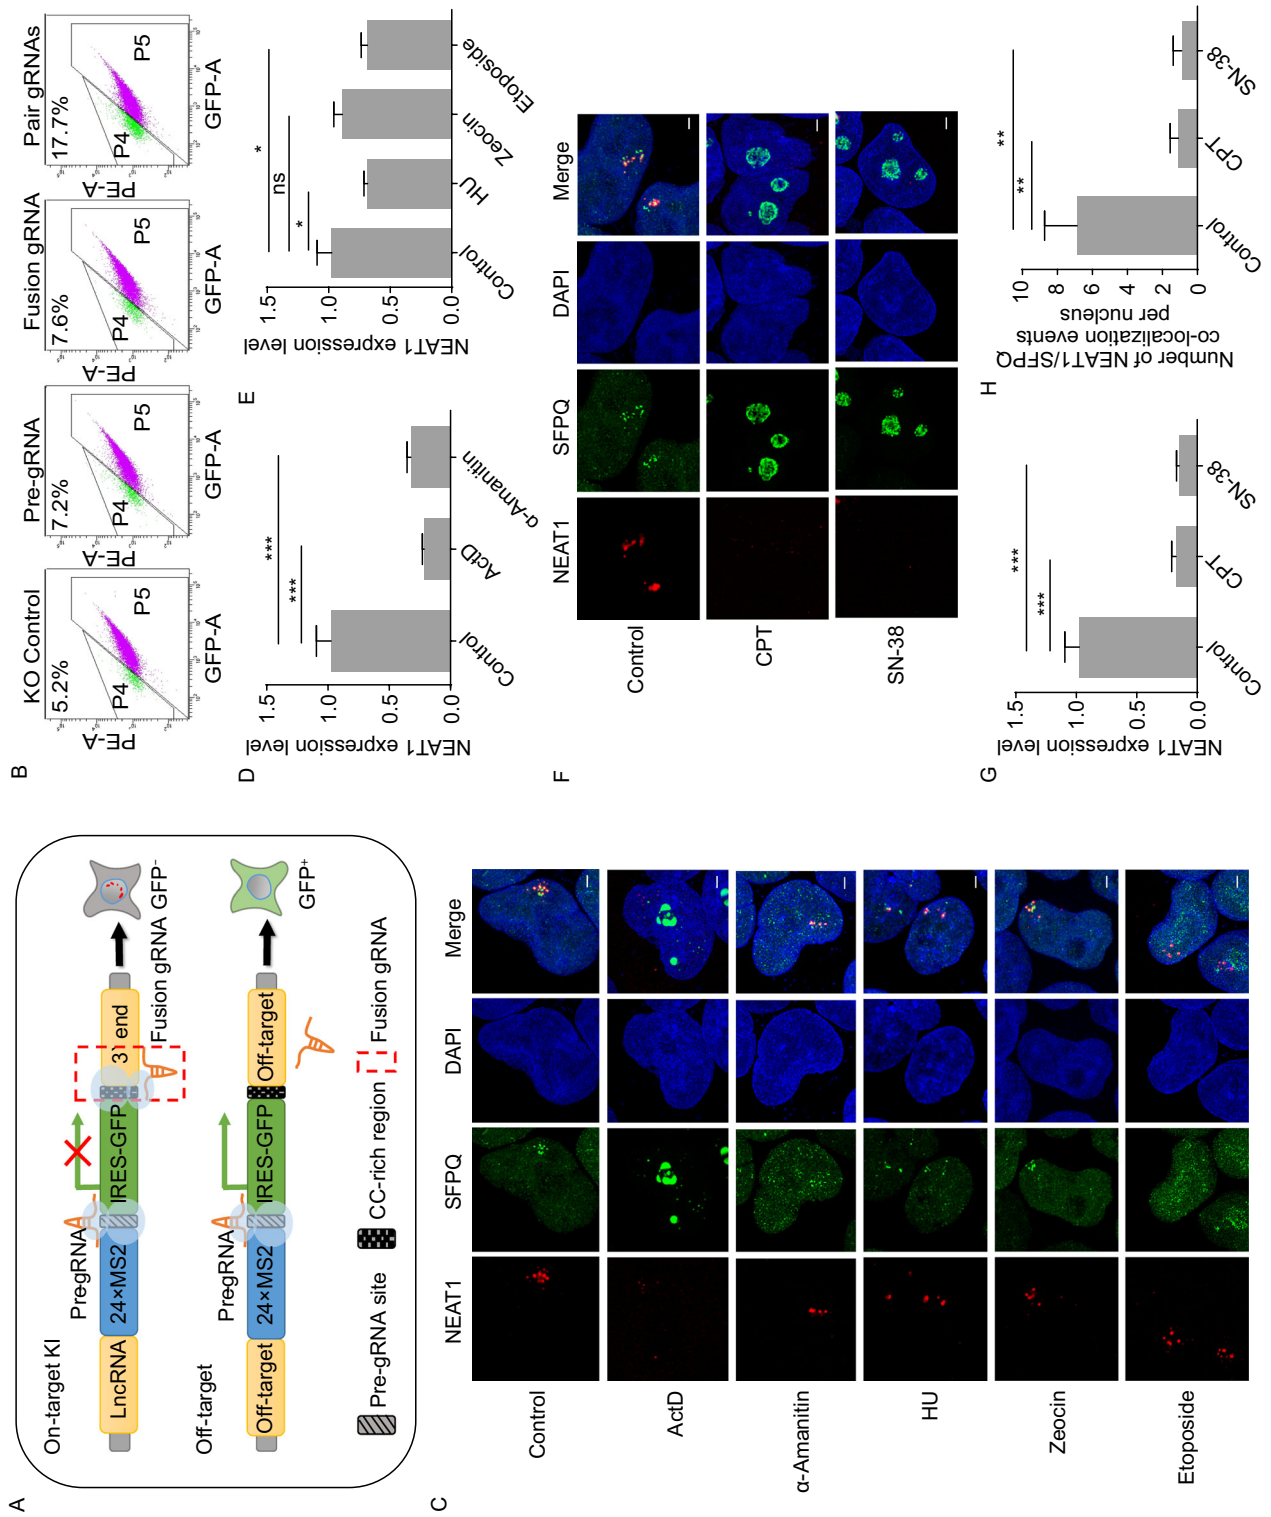 A
On-target KI
PregRNA
LncRNA
24×MS2
IRES-GFP
3` end
Fusion gRNA
GFP-
Off-target
PregRNA
Off-target
24×MS2
IRES-GFP
Off-target
GFP+
Pre-gRNA site
CC-rich region
Fusion gRNA
B
KO Control
Pre-gRNA
Fusion gRNA
Pair gRNAs
5.2%
7.2%
7.6%
17.7%
P4
P5
P4
P5
P4
P5
P4
P5
PE-A
PE-A
PE-A
PE-A
GFP-A
GFP-A
GFP-A
GFP-A
C
NEAT1
SFPQ
DAPI
Merge
Control
ActD
α-Amanitin
HU
Zeocin
Etoposide
D
NEAT1 expression level
1.5
1.0
0.5
0.0
***
***
Control
ActD
α-Amanitin
E
NEAT1 expression level
1.5
1.0
0.5
0.0
*
ns
*
Control
HU
Zeocin
Etoposide
F
NEAT1
SFPQ
DAPI
Merge
Control
CPT
SN-38
G
NEAT1 expression level
1.5
1.0
0.5
0.0
***
***
Control
CPT
SN-38
H
Number of NEAT1/SFPQ
co-localization events
per nucleus
10
8
6
4
2
0
**
**
Control
CPT
SN-38